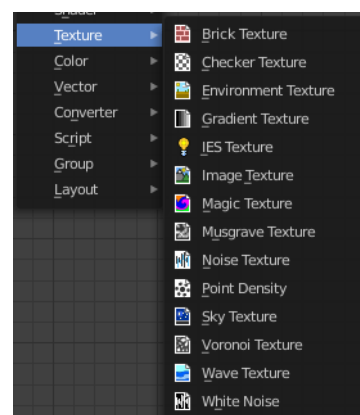 Shader
Texture
Color
Vector
Converter
Script
Group
Layout
Brick Texture
Checker Texture
Environment Texture
Gradient Texture
IES Texture
Image Texture
Magic Texture
Musgrave Texture
Noise Texture
Point Density
Sky Texture
Voronoi Texture
Wave Texture
White Noise